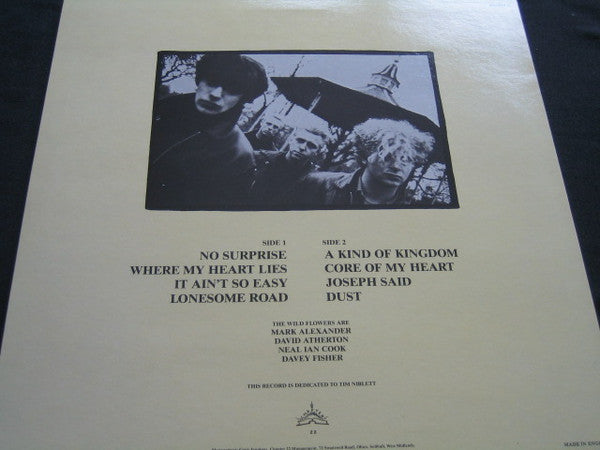 SIDE 1
NO SURPRISE
WHERE MY HEART LIES
IT AIN'T SO EASY
LONESOME ROAD
SIDE 2
A KIND OF KINGDOM
CORE OF MY HEART
JOSEPH SAID
DUST
THE WILD FLOWERS ARE
MARK ALEXANDER
DAVID ATHERTON
NEAL IAN COOK
DAVEY FISHER
THIS RECORD IS DEDICATED TO TIM NIBLETT
22
MADE IN ENG